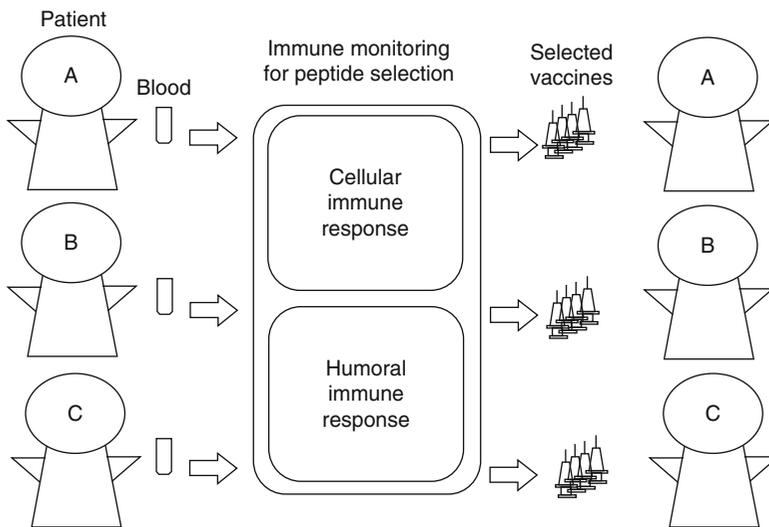 Patient
A
Blood
Immune monitoring
for peptide selection
Selected
vaccines
A
Cellular
immune
response
B
B
Humoral
immune
response
C
C